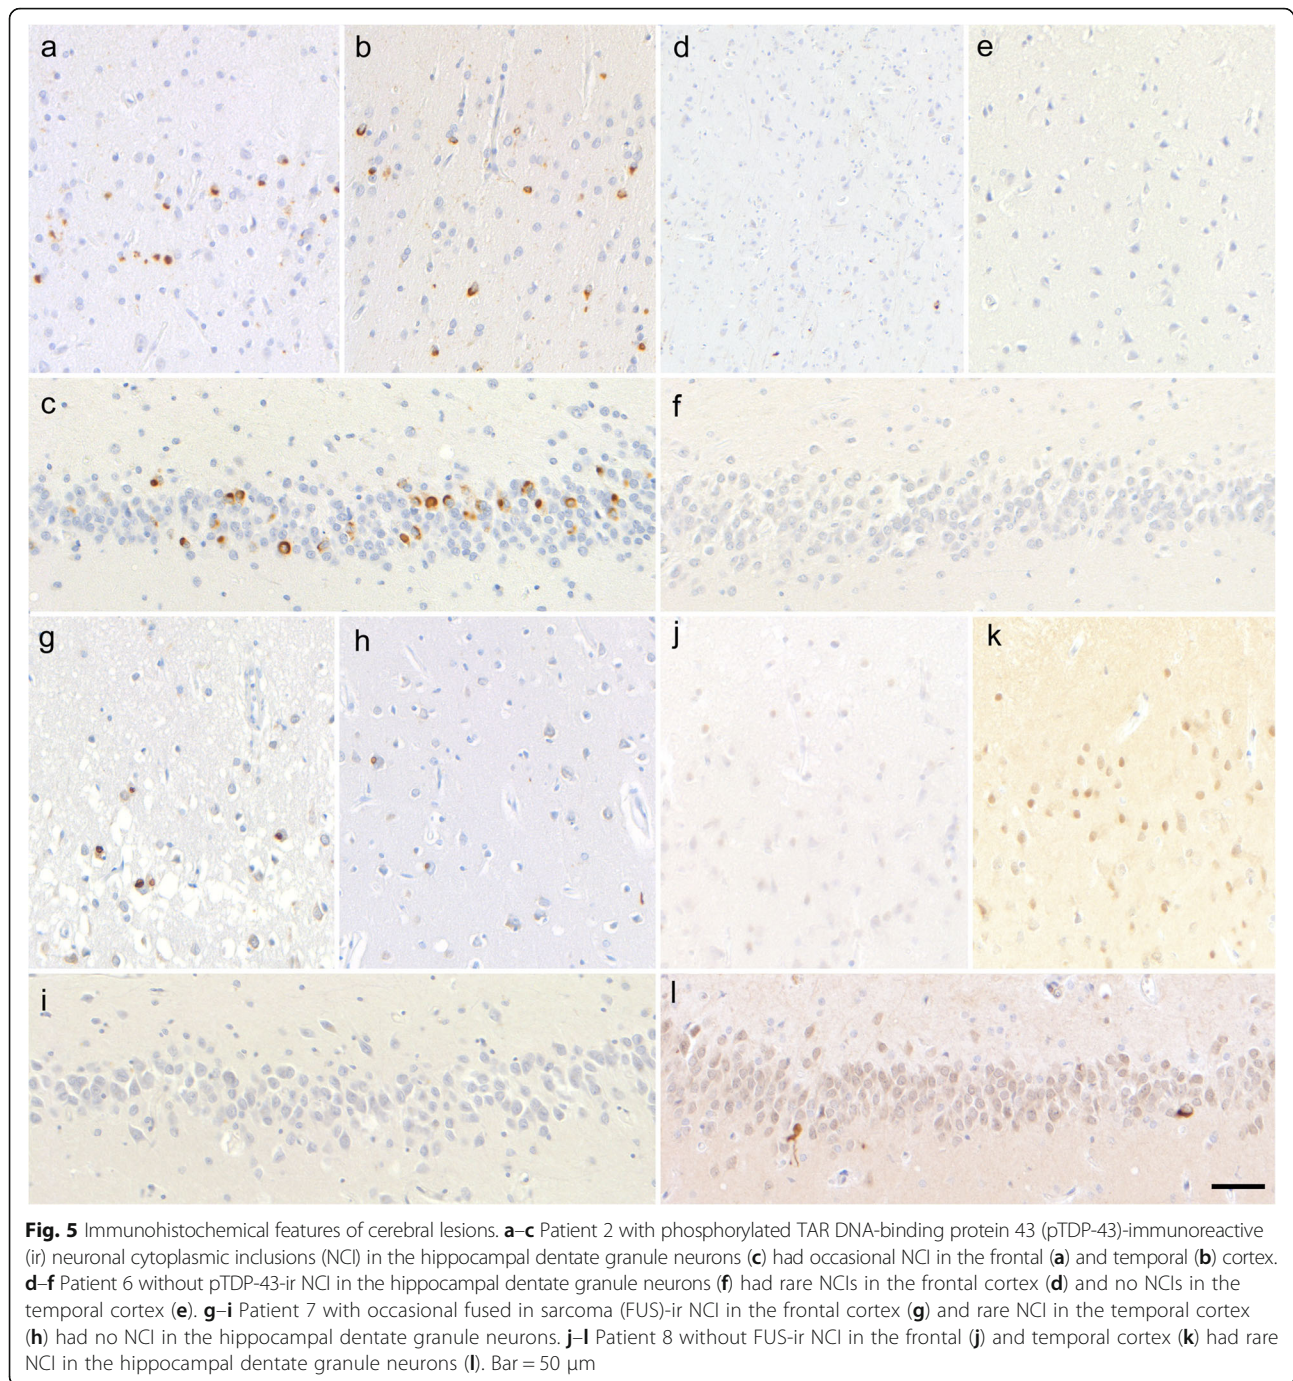 a
b
d
e
c
f
g
h
j
k
i
l
Fig. 5 Immunohistochemical features of cerebral lesions. a–c Patient 2 with phosphorylated TAR DNA-binding protein 43 (pTDP-43)-immunoreactive
(ir) neuronal cytoplasmic inclusions (NCI) in the hippocampal dentate granule neurons (c) had occasional NCI in the frontal (a) and temporal (b) cortex.
d–f Patient 6 without pTDP-43-ir NCI in the hippocampal dentate granule neurons (f) had rare NCIs in the frontal cortex (d) and no NCIs in the
temporal cortex (e). g–i Patient 7 with occasional fused in sarcoma (FUS)-ir NCI in the frontal cortex (g) and rare NCI in the temporal cortex
(h) had no NCI in the hippocampal dentate granule neurons. j–l Patient 8 without FUS-ir NCI in the frontal (j) and temporal cortex (k) had rare
NCI in the hippocampal dentate granule neurons (l). Bar = 50 μm